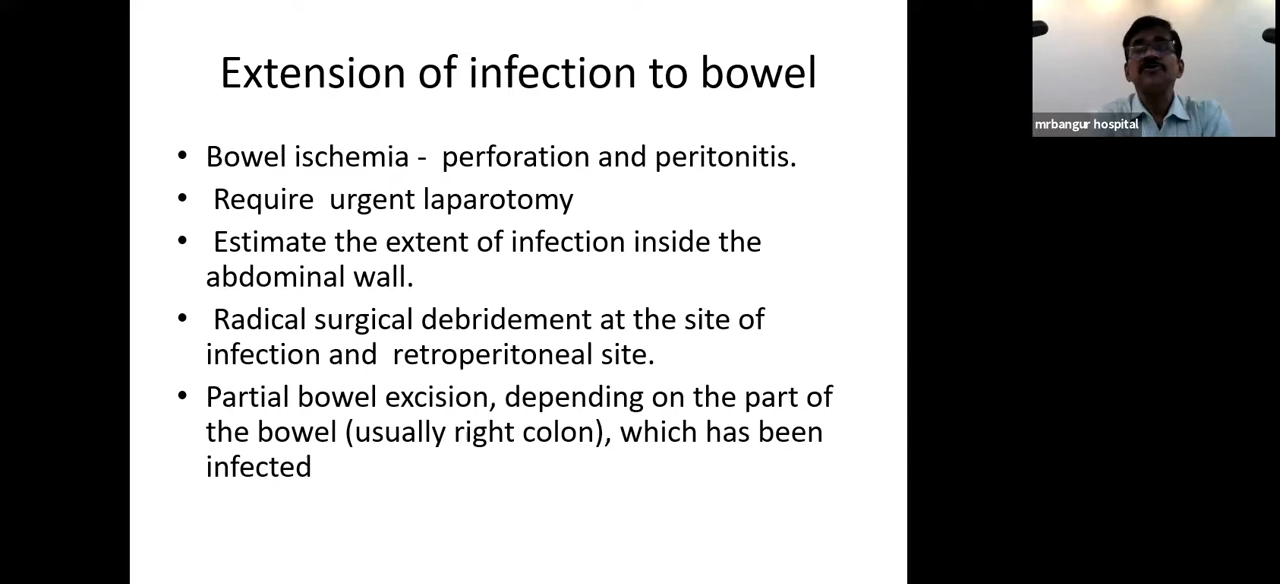 Extension of infection to bowel
• Bowel ischemia - perforation and peritonitis.
• Require urgent laparotomy
• Estimate the extent of infection inside the
abdominal wall.
• Radical surgical debridement at the site of
infection and retroperitoneal site.
• Partial bowel excision, depending on the part of
the bowel (usually right colon), which has been
infected
mrbangur hospital